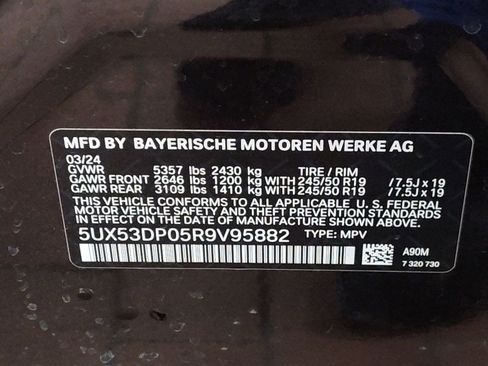 MFD BY BAYERISCHE MOTOREN WERKE AG
03/24
GVWR 5357 lbs 2430 kg TIRE / RIM
GAWR FRONT 2646 lbs 1200 kg WITH 245/50 R19 /7.5J x 19
GAWR REAR 3109 lbs 1410 kg WITH 245/50 R19 /7.5J x 19
THIS VEHICLE CONFORMS TO ALL APPLICABLE U. S. FEDERAL
MOTOR VEHICLE SAFETY, BUMPER, AND THEFT PREVENTION
STANDARDS IN EFFECT ON THE DATE OF MANUFACTURE SHOWN ABOVE.
5UX53DP05R9V95882 TYPE: MPV
A90M
7 320 730